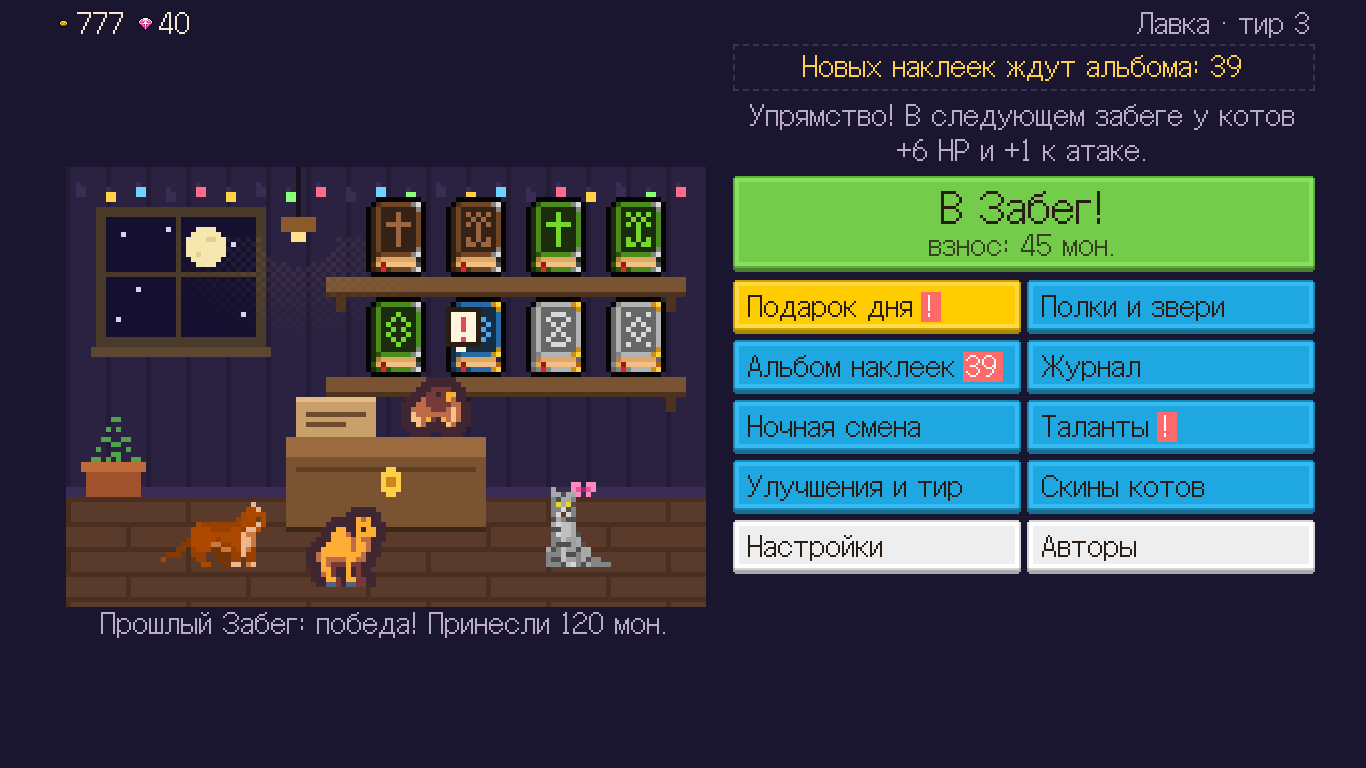 777 40
Лавка · тир 3
Новых наклеек ждут альбома: 39
Упрямство! В следующем забеге у котов
+6 HP и +1 к атаке.
В Забег!
взнос: 45 мон.
Подарок дня !
Полки и звери
Альбом наклеек 39
Журнал
Ночная смена
Таланты !
Улучшения и тир
Скины котов
Настройки
Авторы
!
Прошлый Забег: победа! Принесли 120 мон.